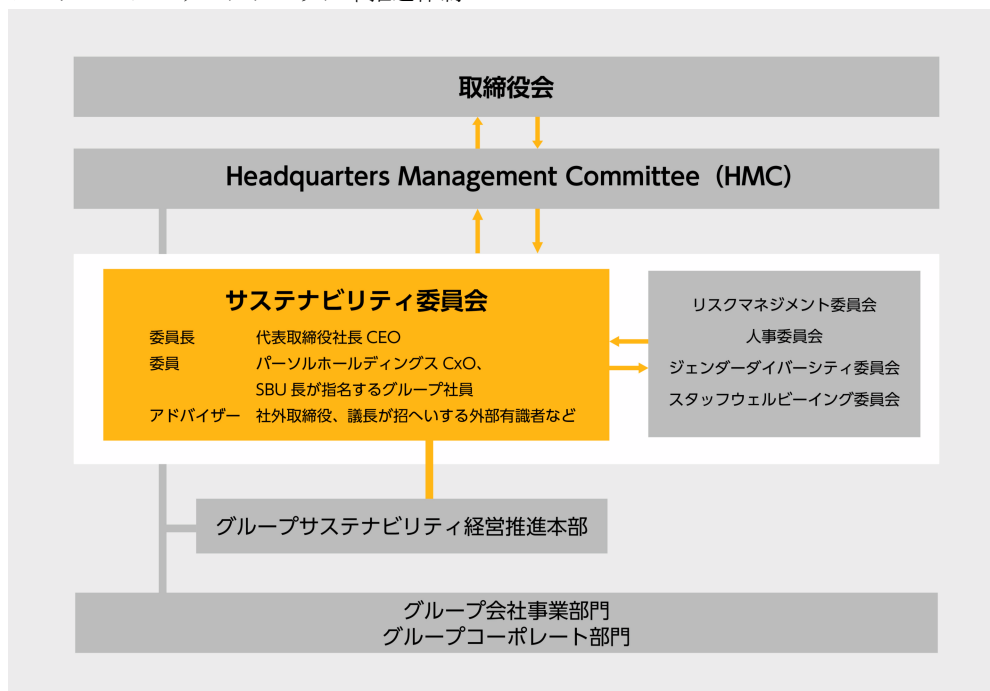 取締役会
Headquarters Management Committee（HMC）
サステナビリティ委員会
委員長 代表取締役社長 CEO
委員 パーソルホールディングス CxO、
SBU 長が指名するグループ社員
アドバイザー 社外取締役、議長が招へいする外部有識者など
リスクマネジメント委員会
人事委員会
ジェンダーダイバーシティ委員会
スタッフウェルビーイング委員会
グループサステナビリティ経営推進本部
グループ会社事業部門
グループコーポレート部門